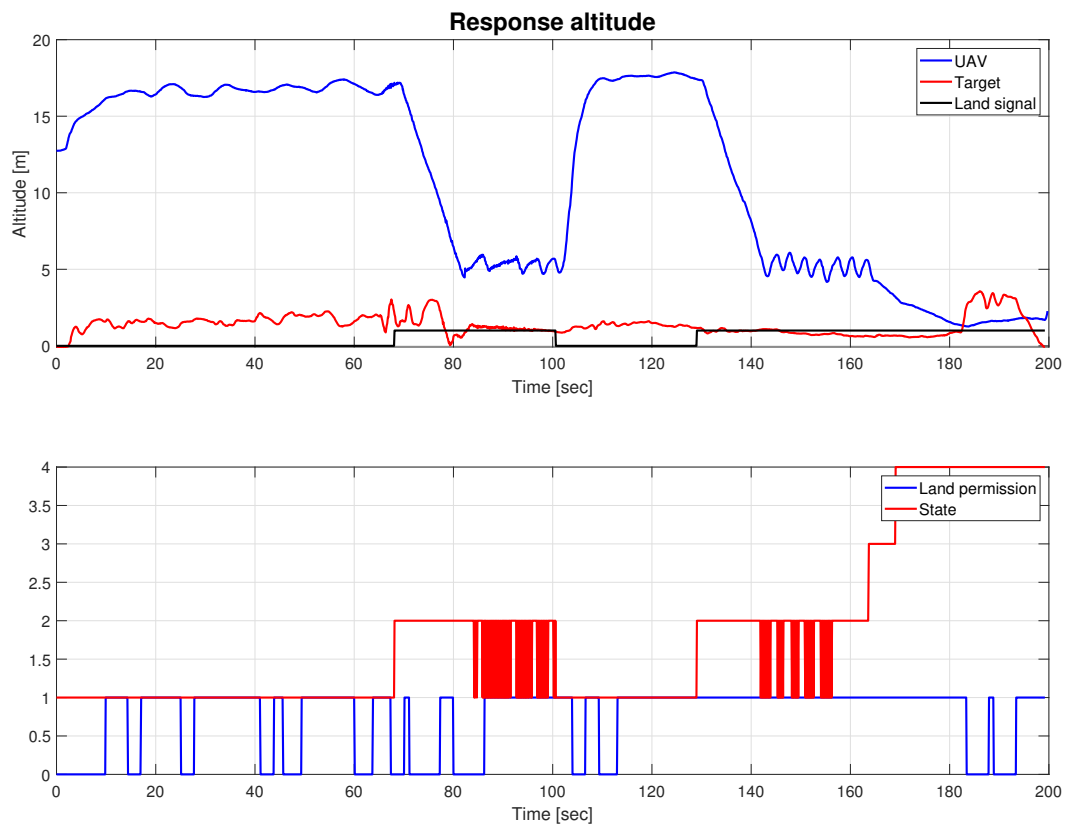 Response altitude
20
15
10
5
0
Altitude [m]
UAV
Target
Land signal
0 20 40 60 80 100 120 140 160 180 200
Time [sec]
4
3.5
3
2.5
2
1.5
1
0.5
0
Land permission
State
0 20 40 60 80 100 120 140 160 180 200
Time [sec]